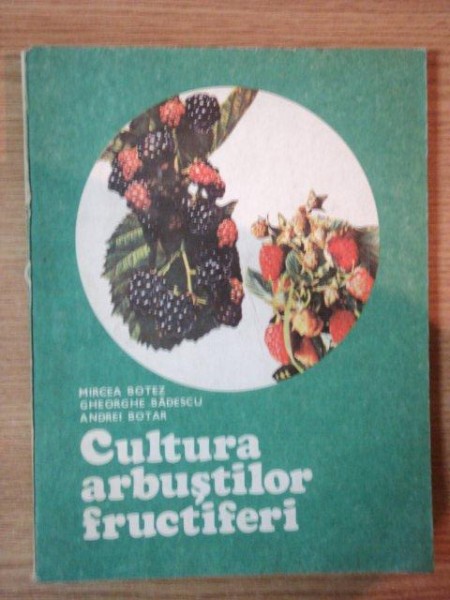 MIRCEA BOTEZ
GHEORGHE BĂDESCU
ANDREI BOTAR
Cultura
arbuștilor
fructiferi